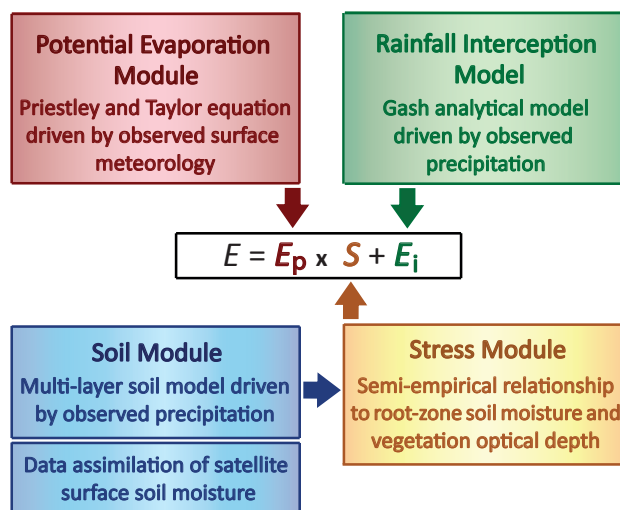 Potential Evaporation
Module
Priestley and Taylor equation
driven by observed surface
meteorology
Rainfall Interception
Model
Gash analytical model
driven by observed
precipitation
E = Ep x S + Ei
Soil Module
Multi-layer soil model driven
by observed precipitation
Data assimilation of satellite
surface soil moisture
Stress Module
Semi-empirical relationship
to root-zone soil moisture and
vegetation optical depth